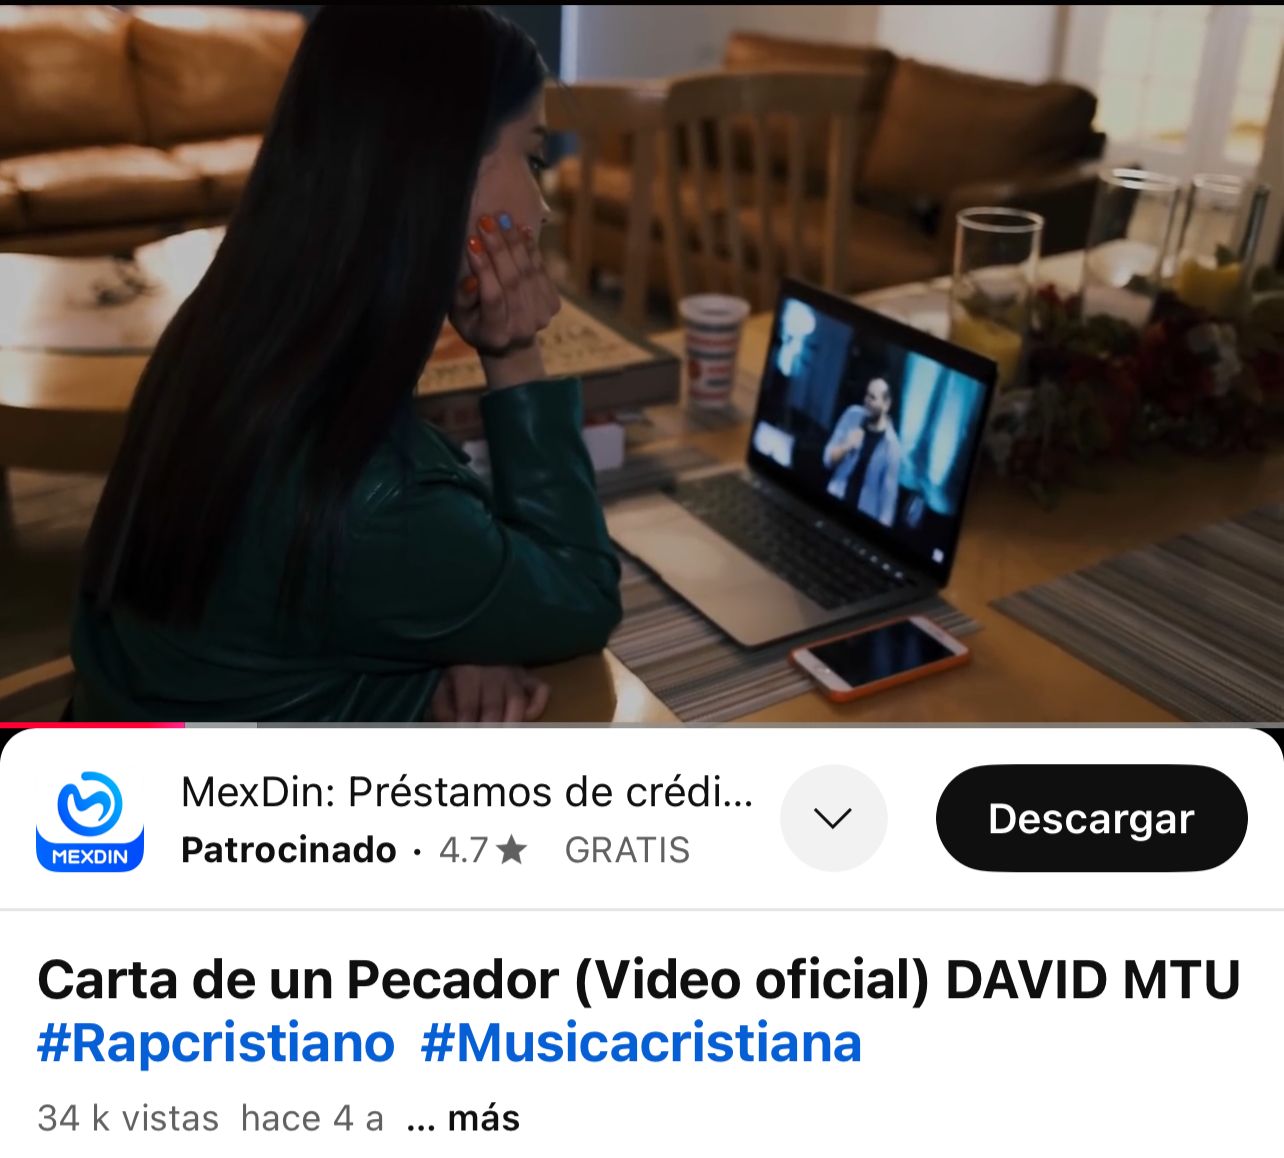 MEXDIN
MexDin: Préstamos de crédi...
Patrocinado · 4.7★ GRATIS
Descargar
Carta de un Pecador (Video oficial) DAVID MTU
#Rapcristiano #Musicacristiana
34 k vistas hace 4 a ... más